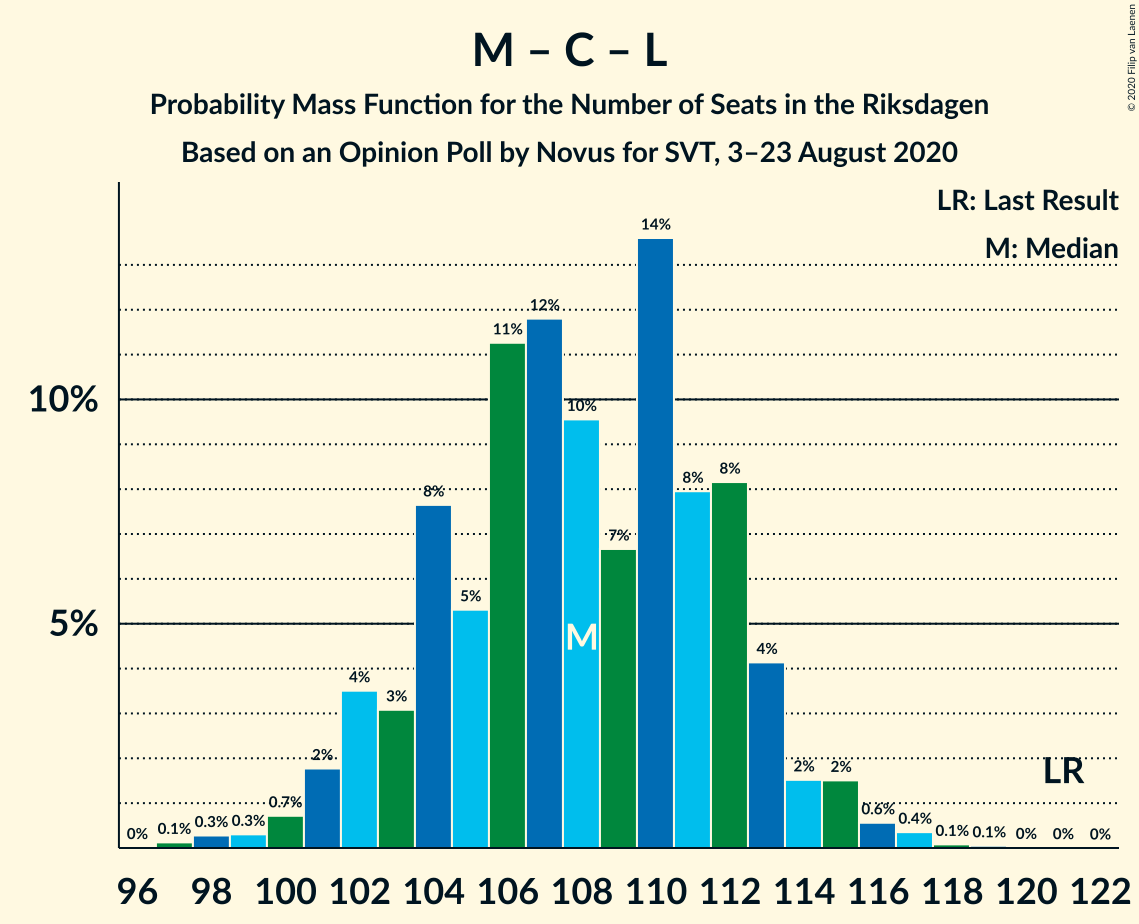 © 2020 Filip van Laenen
M – C – L
Probability Mass Function for the Number of Seats in the Riksdagen
Based on an Opinion Poll by Novus for SVT, 3–23 August 2020
LR: Last Result
M: Median
10%
5%
0% 0.1% 0.3% 0.3% 0.7% 2% 4% 3% 8% 5% 11% 12% 10% 7% 14% 8% 8% 4% 2% 2% 0.6% 0.4% 0.1% 0.1% 0% 0% 0%
M
LR
96 98 100 102 104 106 108 110 112 114 116 118 120 122